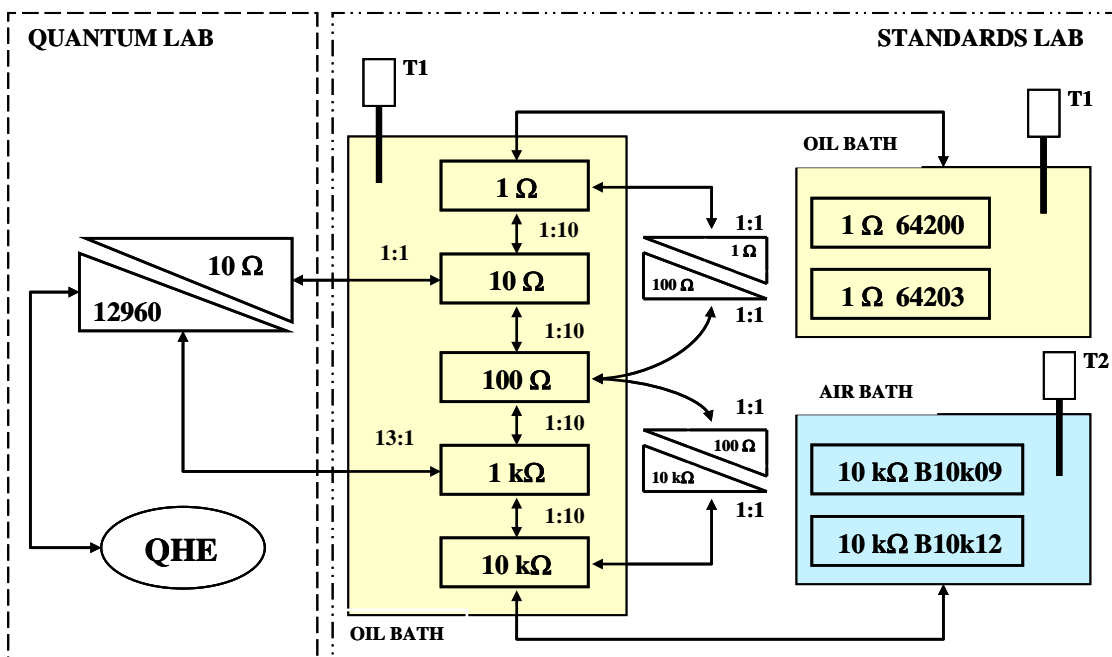 QUANTUM LAB
STANDARDS LAB
T1
T1
OIL BATH
1 Ω
1:10
1:1
1 Ω
100 Ω
1:1
1 Ω 64200
1 Ω 64203
10 Ω
12960
1:1
10 Ω
1:10
100 Ω
1:10
T2
AIR BATH
1:1
100 Ω
10 kΩ
1:1
13:1
1 kΩ
1:10
10 kΩ
10 kΩ B10k09
10 kΩ B10k12
QHE
OIL BATH